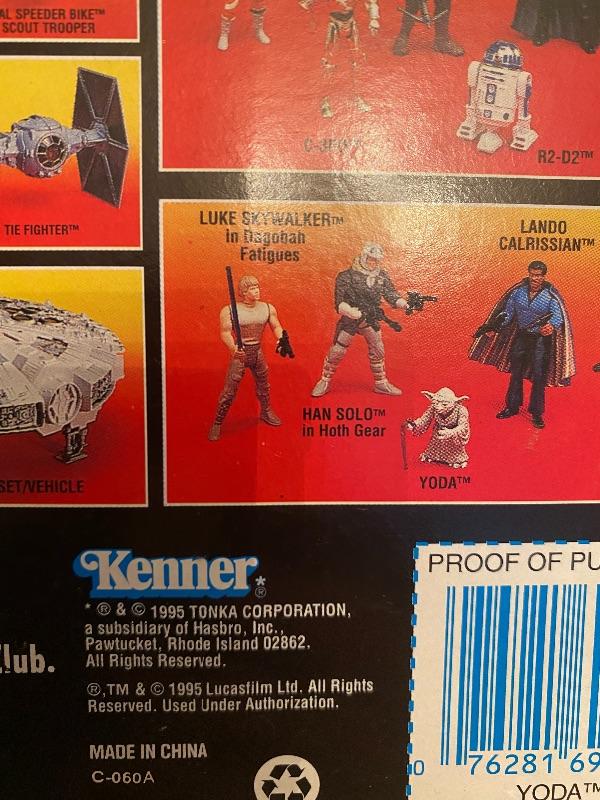 AL SPEEDER BIKE™
SCOUT TROOPER
R2-D2™
TIE FIGHTER™
LUKE SKYWALKER™
in Dagobah
Fatigues
LANDO
CALRISSIAN™
HAN SOLO™
in Hoth Gear
YODA™
SET/VEHICLE
Kenner®
* ® & © 1995 TONKA CORPORATION,
a subsidiary of Hasbro, Inc.,
Pawtucket, Rhode Island 02862.
All Rights Reserved.
®,TM & © 1995 Lucasfilm Ltd. All Rights
Reserved. Used Under Authorization.
MADE IN CHINA
C-060A
Club.
PROOF OF PU
0 76281 69
YODA™